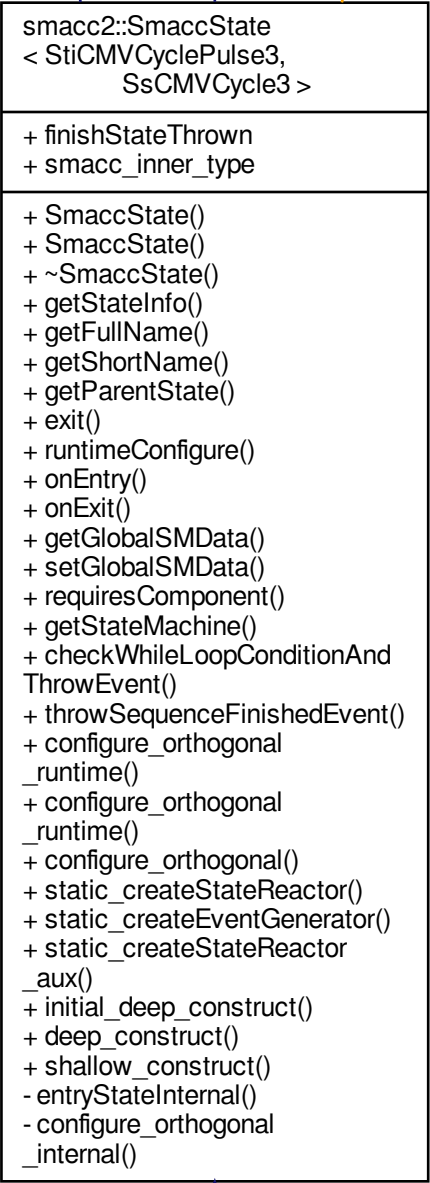 smacc2::SmaccState
< StiCMVCyclePulse3,
SsCMVCycle3 >
+ finishStateThrown
+ smacc_inner_type
+ SmaccState()
+ SmaccState()
+ ~SmaccState()
+ getStateInfo()
+ getFullName()
+ getShortName()
+ getParentState()
+ exit()
+ runtimeConfigure()
+ onEntry()
+ onExit()
+ getGlobalSMData()
+ setGlobalSMData()
+ requiresComponent()
+ getStateMachine()
+ checkWhileLoopConditionAnd
ThrowEvent()
+ throwSequenceFinishedEvent()
+ configure_orthogonal
_runtime()
+ configure_orthogonal
_runtime()
+ configure_orthogonal()
+ static_createStateReactor()
+ static_createEventGenerator()
+ static_createStateReactor
_aux()
+ initial_deep_construct()
+ deep_construct()
+ shallow_construct()
- entryStateInternal()
- configure_orthogonal
_internal()